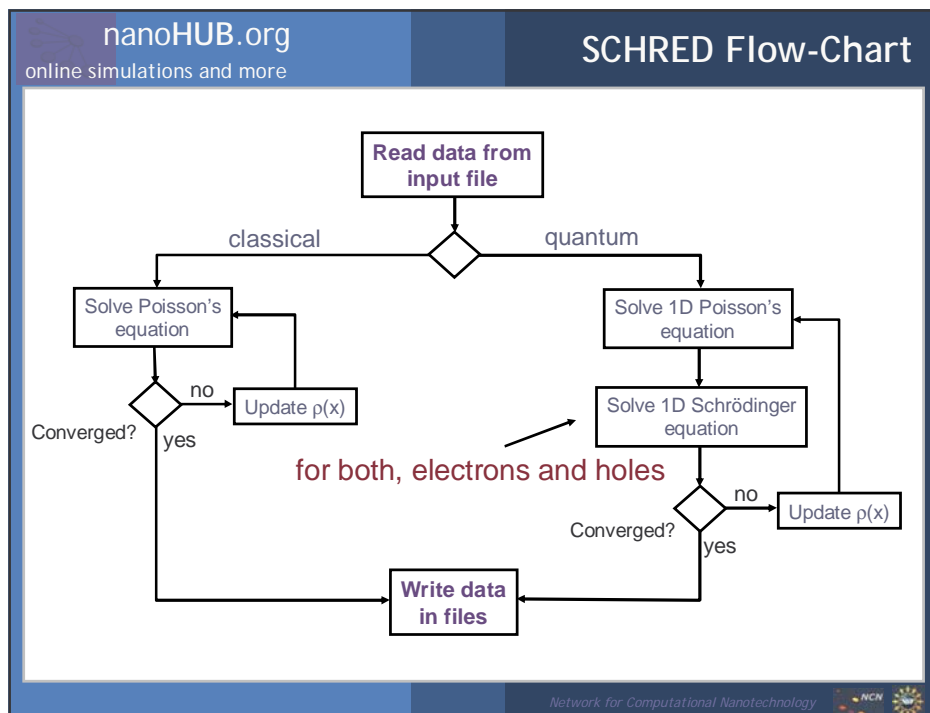 nanoHUB.org
online simulations and more
SCHRED Flow-Chart
Read data from
input file
classical
quantum
Solve Poisson's
equation
no
Update ρ(x)
Converged?
yes
Solve 1D Poisson's
equation
Solve 1D Schrödinger
equation
for both, electrons and holes
no
Update ρ(x)
Converged?
yes
Write data
in files
Network for Computational Nanotechnology
NCN